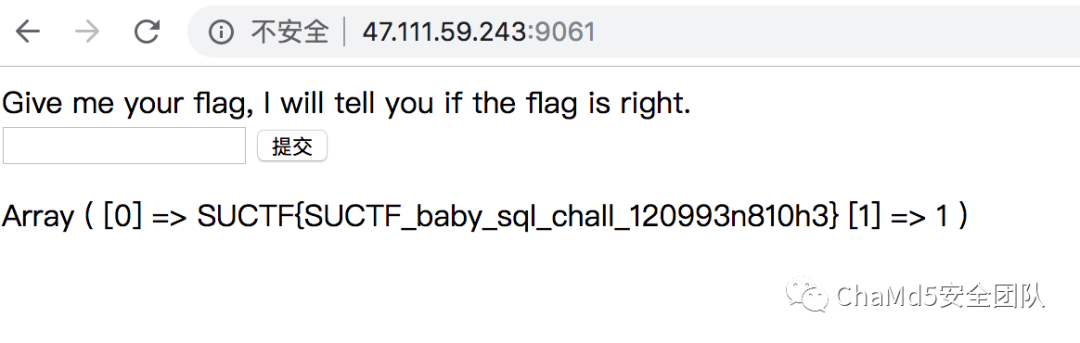 不安全 | 47.111.59.243:9061
Give me your flag, I will tell you if the flag is right.
提交
Array ( [0] => SUCTF{SUCTF_baby_sql_chall_120993n810h3} [1] => 1 )
ChaMd5安全团队